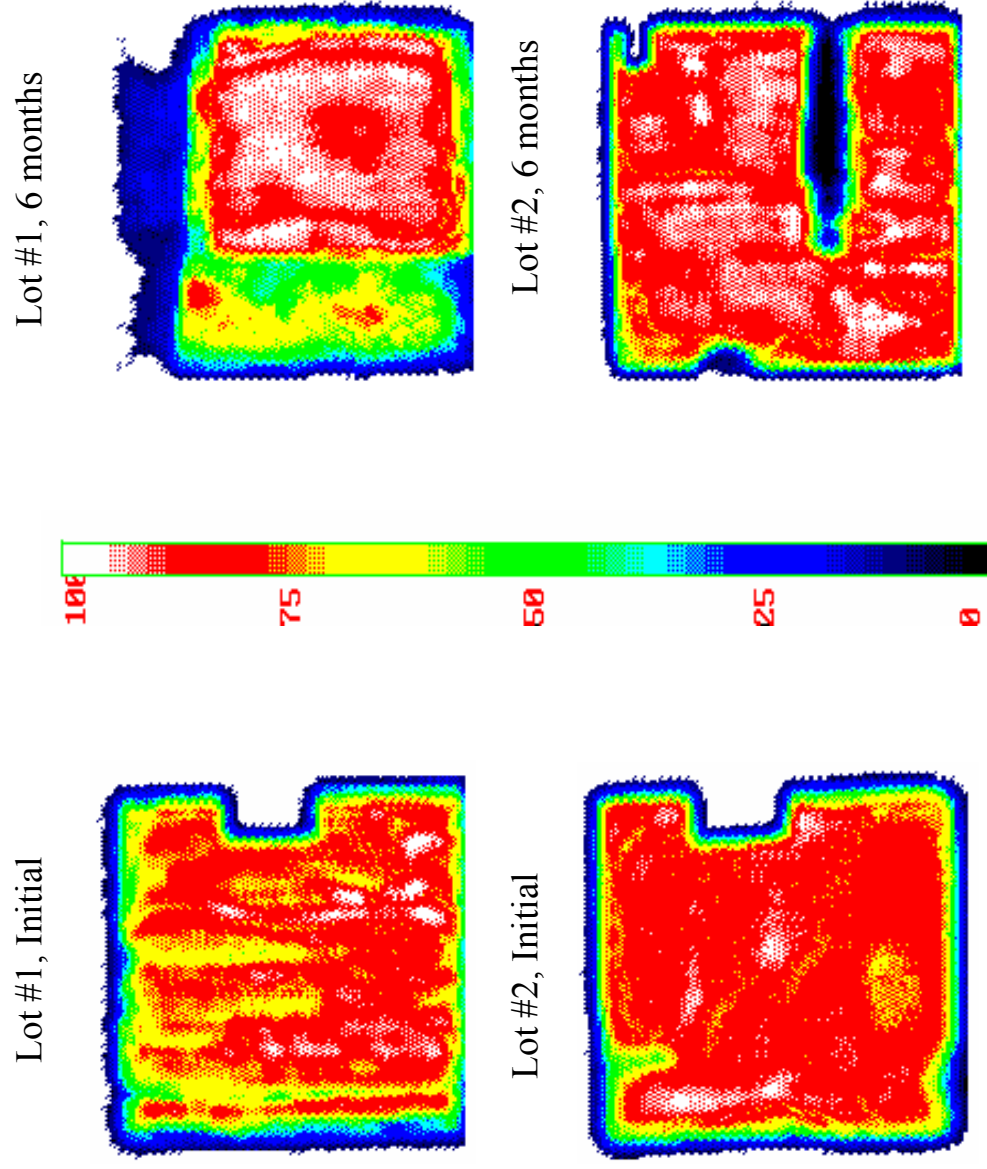 Lot #1, Initial
Lot #1, 6 months
100
75
50
25
0
Lot #2, Initial
Lot #2, 6 months